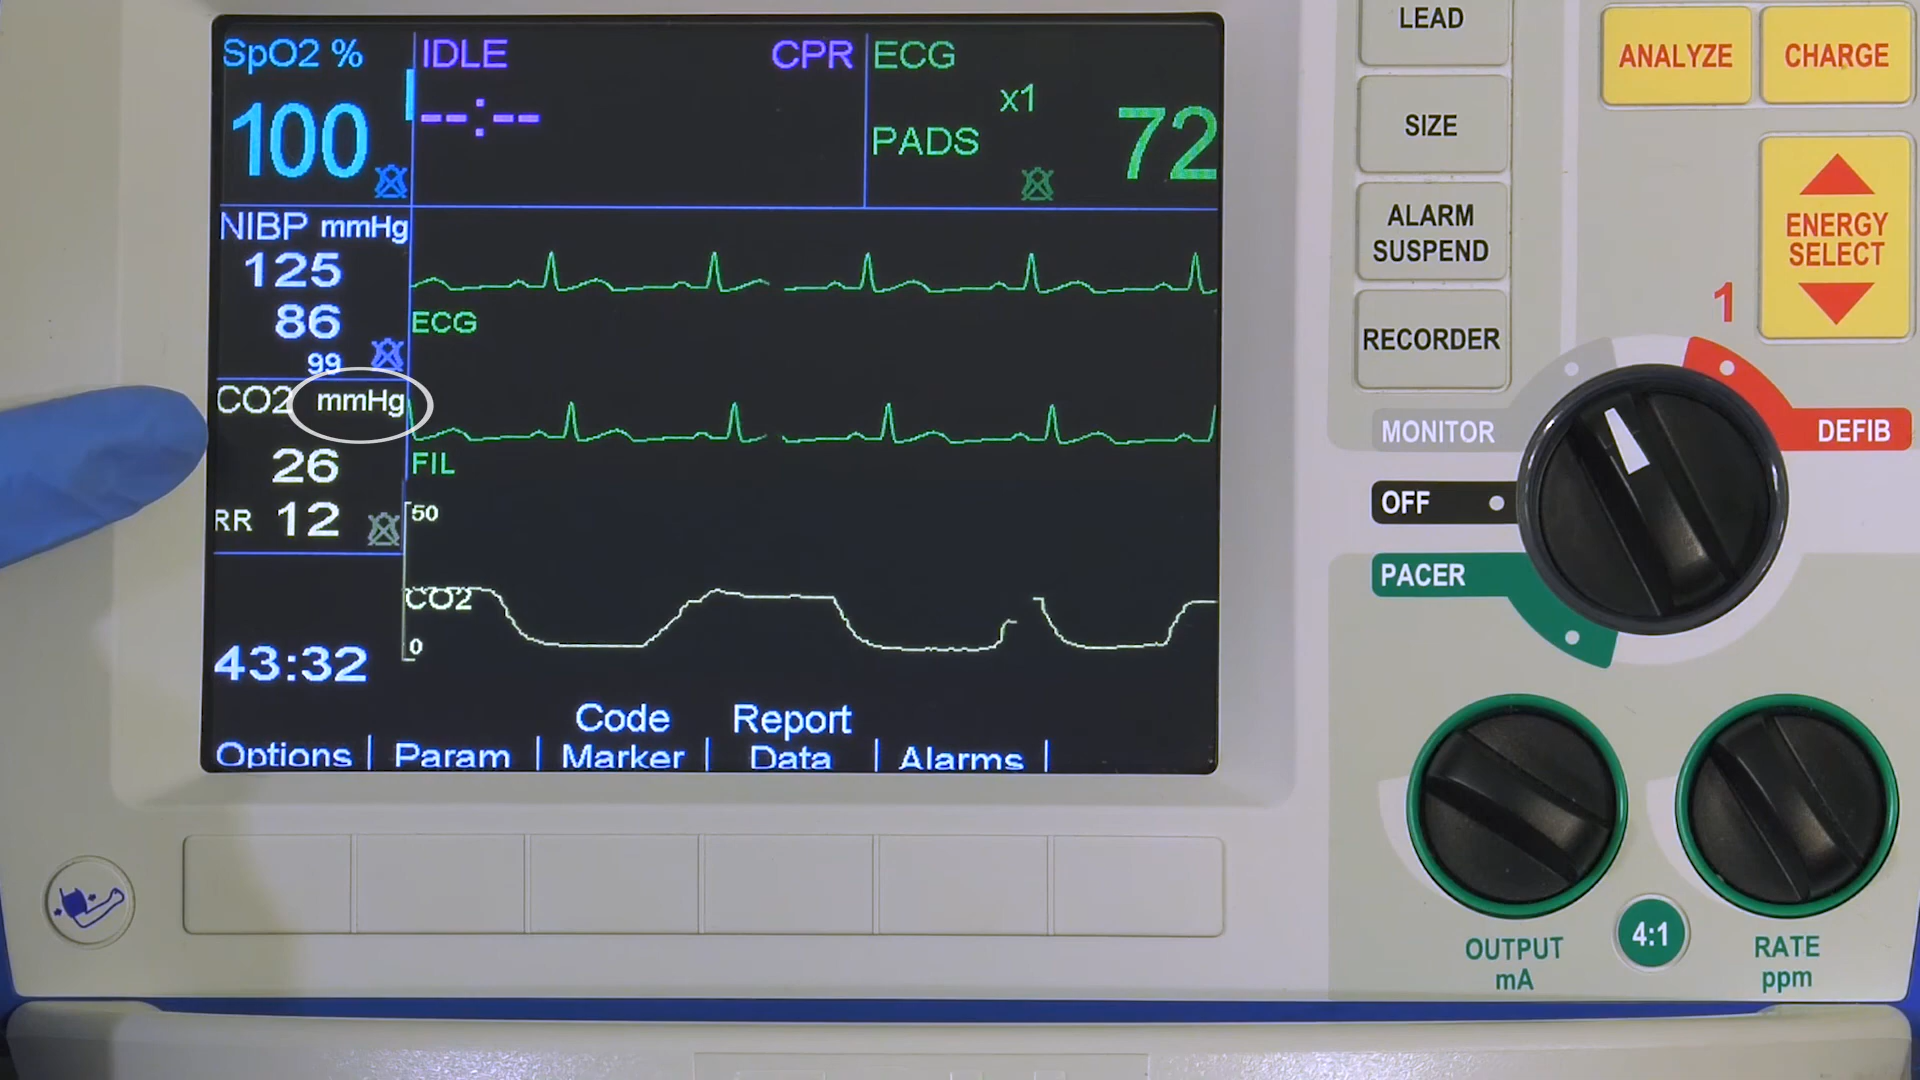 SpO2 %
100
IDLE
CPR
--:--
ECG
x1
PADS
72
NIBP mmHg
125
86
99
ECG
CO2 mmHg
26
RR 12
FIL
50
CO2
0
43:32
Options
Param
Code
Marker
Report
Data
Alarms
LEAD
SIZE
ALARM
SUSPEND
RECORDER
ANALYZE
CHARGE
ENERGY
SELECT
1
MONITOR
DEFIB
OFF
PACER
OUTPUT
mA
4:1
RATE
ppm